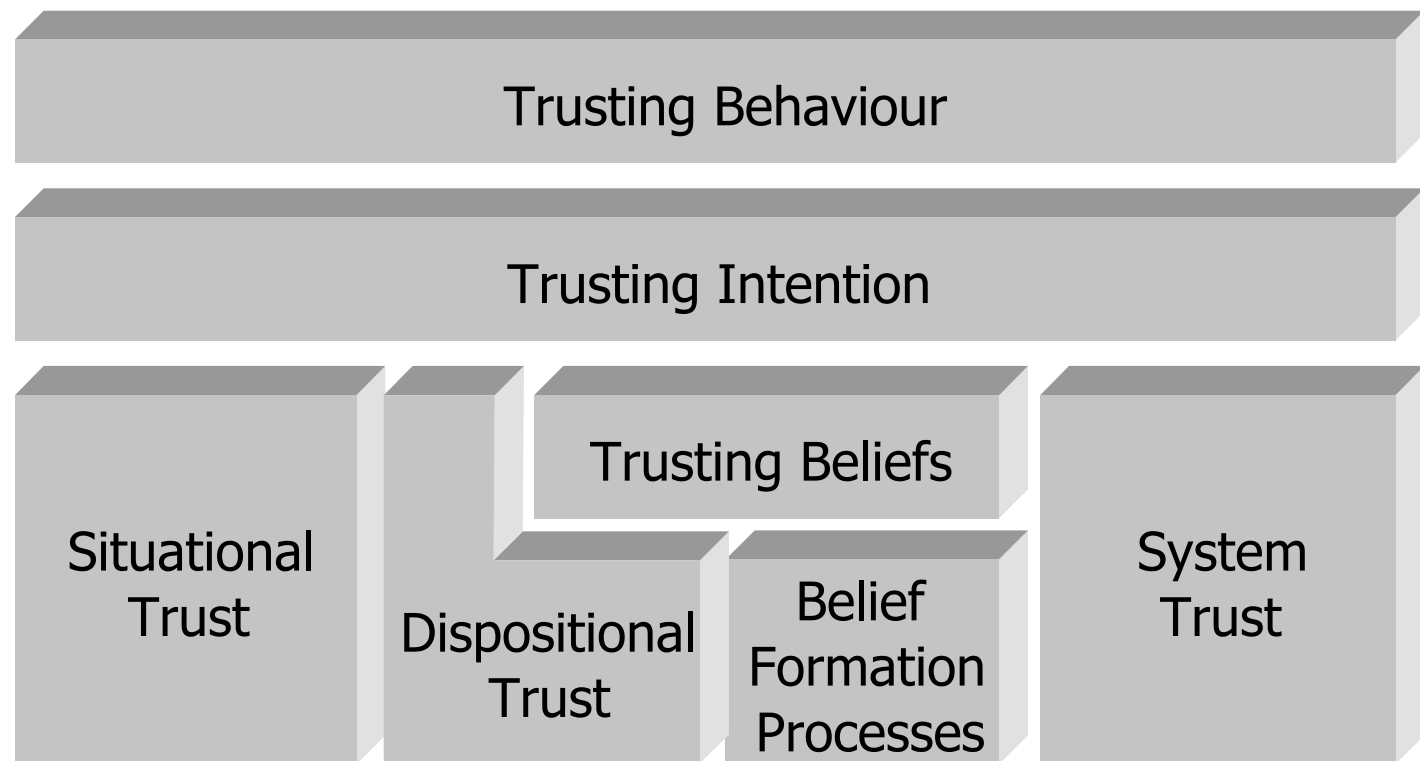 Trusting Behaviour
Trusting Intention
Trusting Beliefs
Situational
Trust
Dispositional
Trust
Belief
Formation
Processes
System
Trust